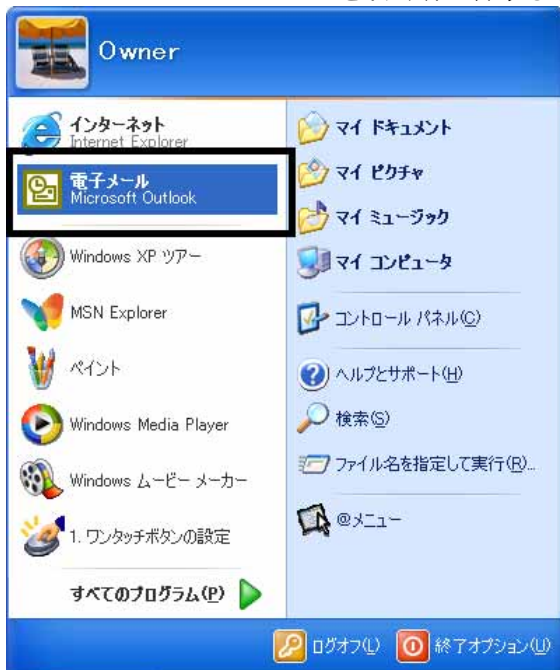 Owner
インターネット
Internet Explorer
電子メール
Microsoft Outlook
Windows XP ツアー
MSN Explorer
ペイント
Windows Media Player
Windows ムービー メーカー
1. ワンタッチボタンの設定
すべてのプログラム(P)
マイ ドキュメント
マイ ピクチャ
マイ ミュージック
マイ コンピュータ
コントロール パネル(C)
ヘルプとサポート(H)
検索(S)
ファイル名を指定して実行(R)...
@メニュー
ログオフ(L)
終了オプション(U)